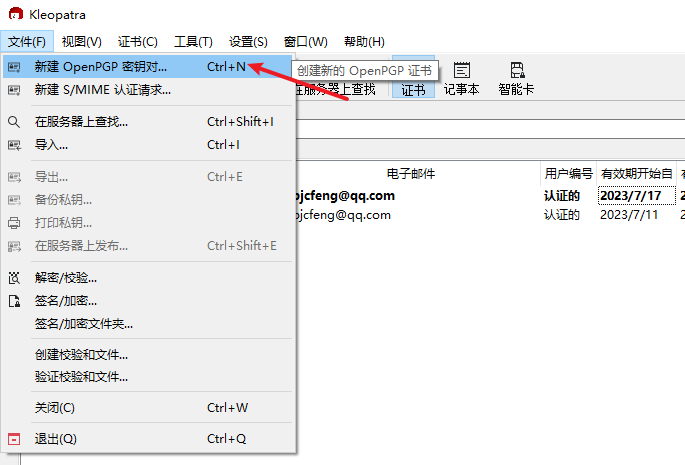 Kleopatra
文件(F) 视图(V) 证书(C) 工具(T) 设置(S) 窗口(W) 帮助(H)
新建 OpenPGP 密钥对... Ctrl+N
创建新的 OpenPGP 证书
新建 S/MIME 认证请求...
在服务器上查找 证书 记事本 智能卡
在服务器上查找... Ctrl+Shift+I
导入... Ctrl+I
电子邮件 用户编号 有效期开始自
导出... Ctrl+E
备份私钥...
bjcfeng@qq.com 认证的 2023/7/17
打印私钥...
bjcfeng@qq.com 认证的 2023/7/11
在服务器上发布... Ctrl+Shift+E
解密/校验...
签名/加密...
签名/加密文件夹...
创建校验和文件...
验证校验和文件...
关闭(C) Ctrl+W
退出(Q) Ctrl+Q